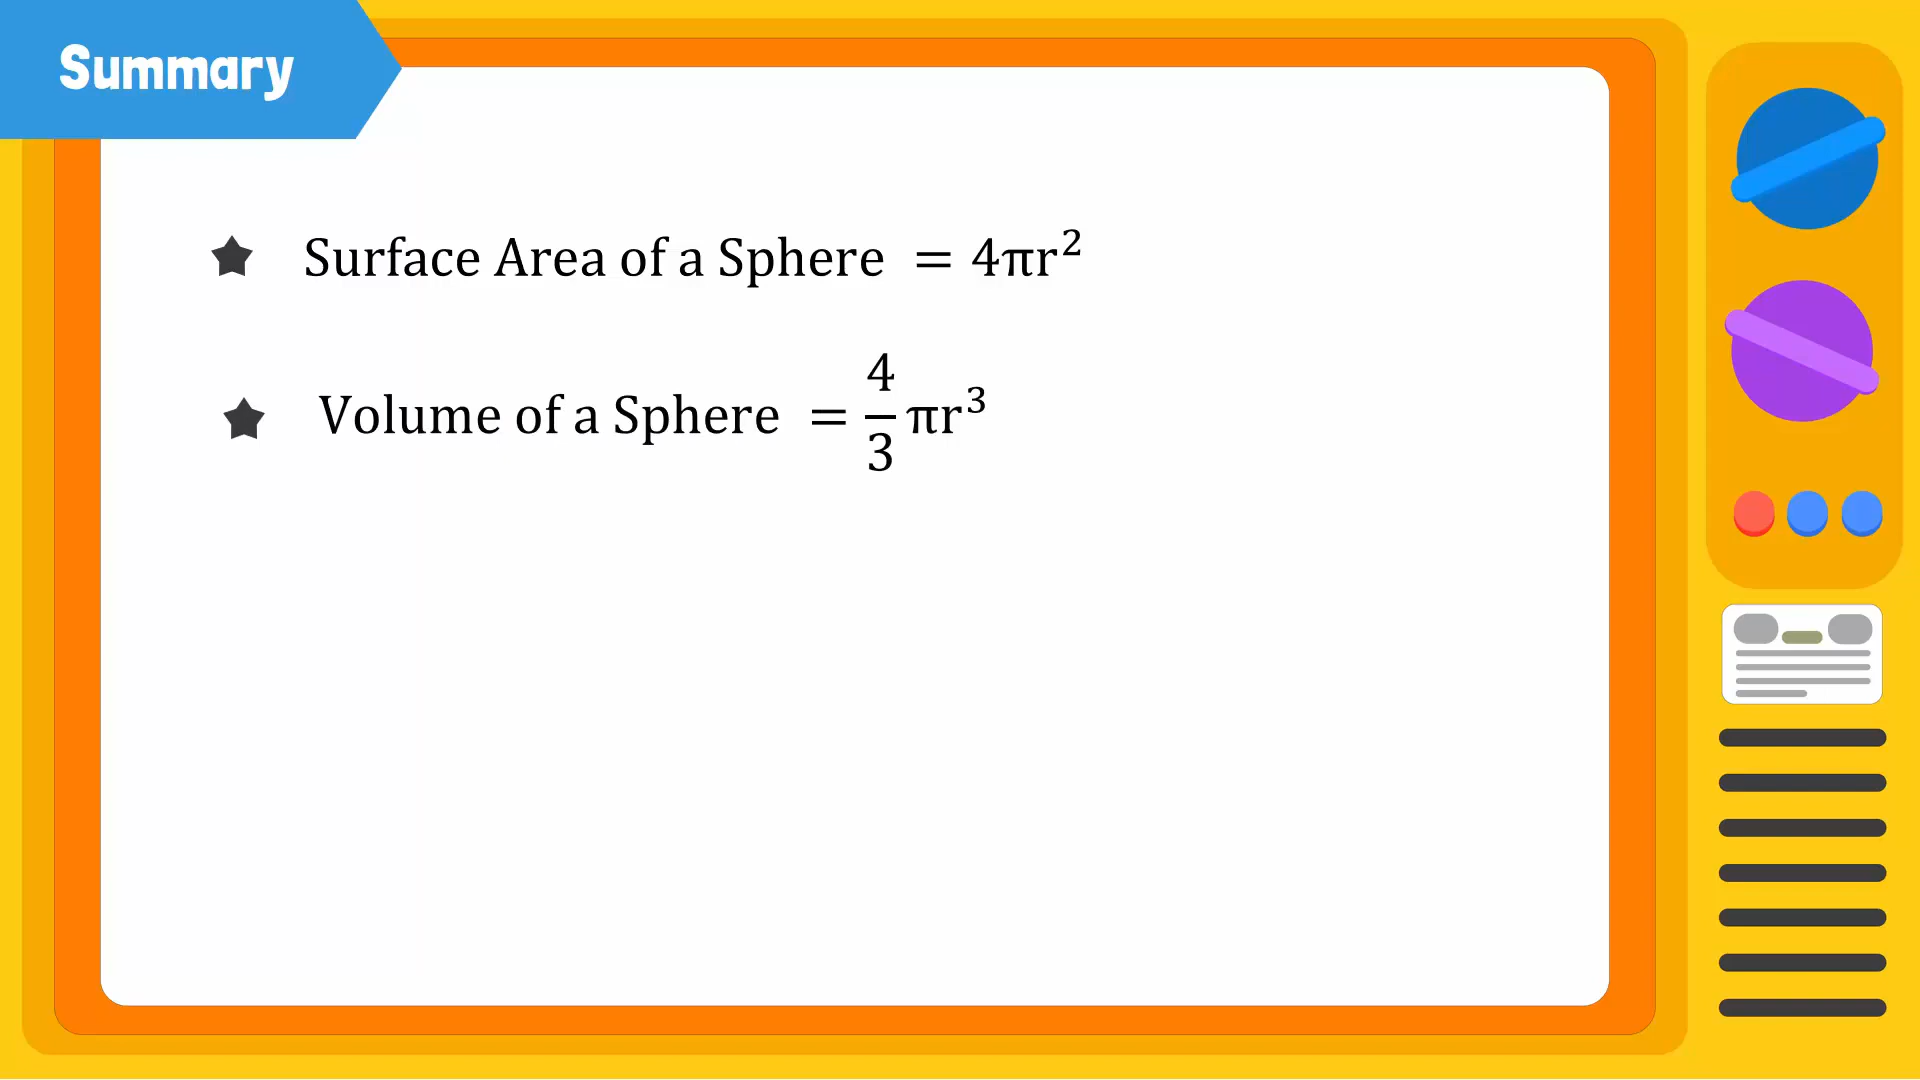 Summary
Surface Area of a Sphere = 4πr²
Volume of a Sphere = 4/3 πr³